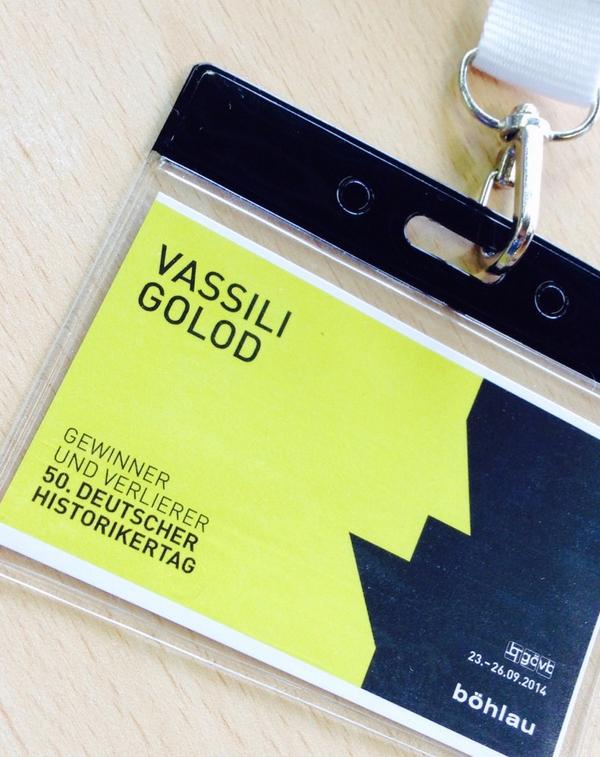 VASSILI
GOLOD
GEWINNER
UND VERLIERER
50. DEUTSCHER
HISTORIKERTAG
23.–26.09.2014
böhlau